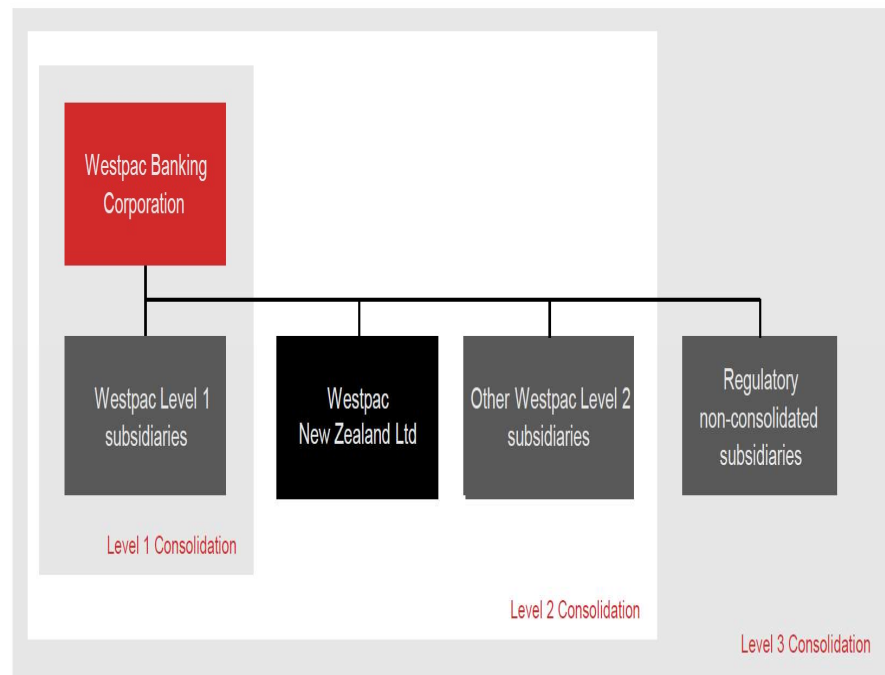 Westpac Banking
Corporation
Westpac Level 1
subsidiaries
Westpac
New Zealand Ltd
Other Westpac Level 2
subsidiaries
Regulatory
non-consolidated
subsidiaries
Level 1 Consolidation
Level 2 Consolidation
Level 3 Consolidation